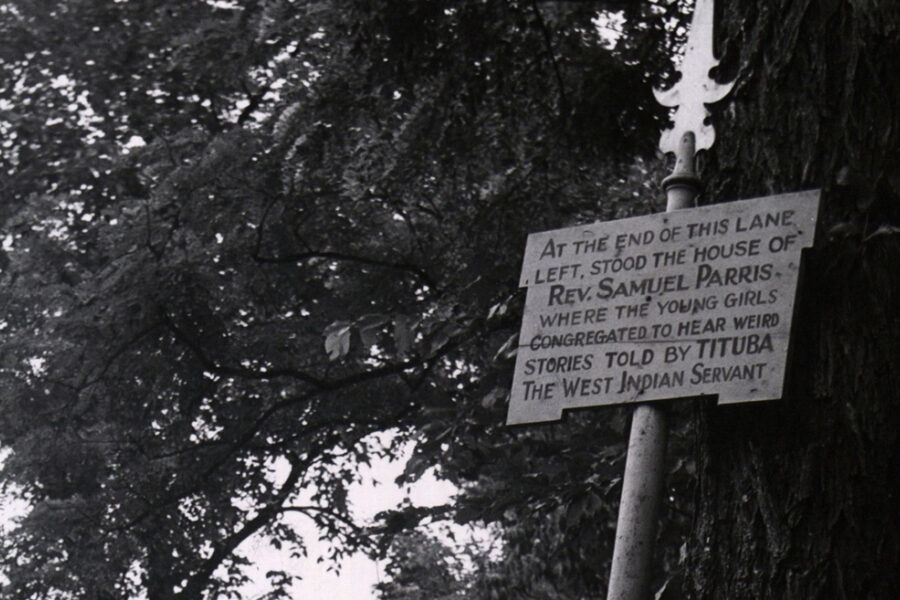 AT THE END OF THIS LANE
LEFT, STOOD THE HOUSE OF
REV. SAMUEL PARRIS
WHERE THE YOUNG GIRLS
CONGREGATED TO HEAR WEIRD
STORIES TOLD BY TITUBA
THE WEST INDIAN SERVANT